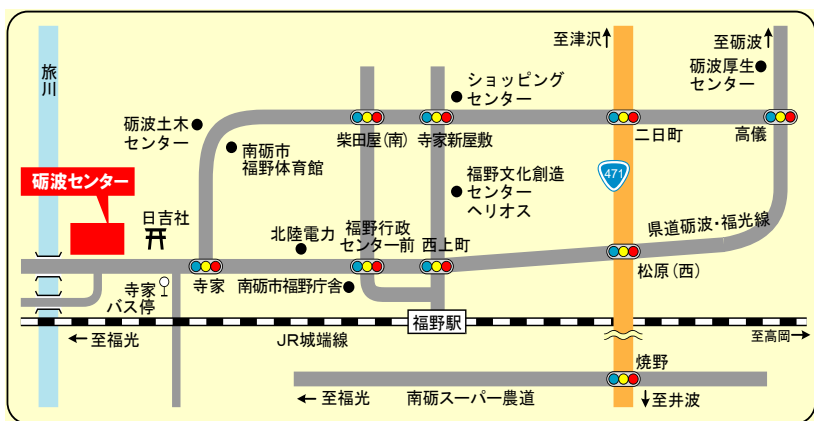 至津沢
至砺波
旅川
砺波厚生
センター
ショッピング
センター
砺波土木
センター
柴田屋(南)
寺家新屋敷
二日町
高儀
南砺市
福野体育館
砺波センター
福野文化創造
センター
ヘリオス
471
日吉社
北陸電力
福野行政
センター前
西上町
県道砺波・福光線
寺家
南砺市福野庁舎
松原(西)
寺家
バス停
福野駅
至福光
JR城端線
至高岡
焼野
至福光
南砺スーパー農道
至井波